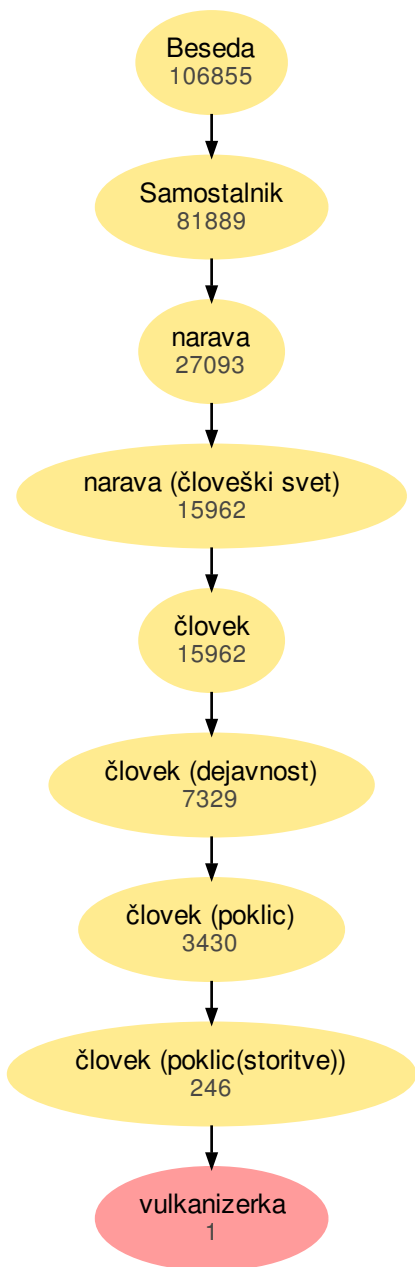 Beseda
106855
Samostalnik
81889
narava
27093
narava (človeški svet)
15962
človek
15962
človek (dejavnost)
7329
človek (poklic)
3430
človek (poklic(storitve))
246
vulkanizerka
1